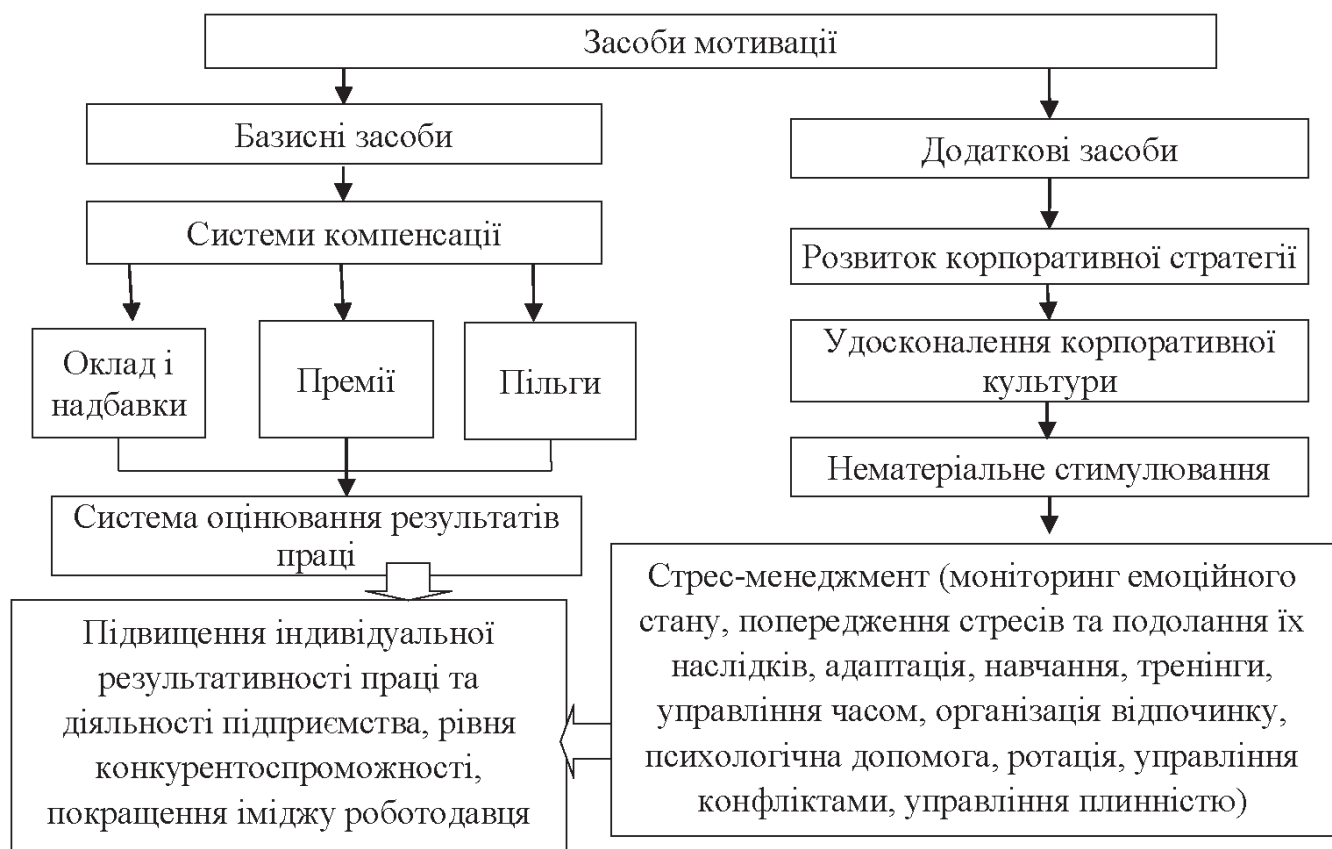 Засоби мотивації
Базисні засоби
Додаткові засоби
Системи компенсації
Розвиток корпоративної стратегії
Оклад і
надбавки
Премії
Пільги
Удосконалення корпоративної
культури
Нематеріальне стимулювання
Система оцінювання результатів
праці
Стрес-менеджмент (моніторинг емоційного
стану, попередження стресів та подолання їх
наслідків, адаптація, навчання, тренінги,
управління часом, організація відпочинку,
психологічна допомога, ротація, управління
конфліктами, управління плинністю)
Підвищення індивідуальної
результативності праці та
діяльності підприємства, рівня
конкурентоспроможності,
покращення іміджу роботодавця